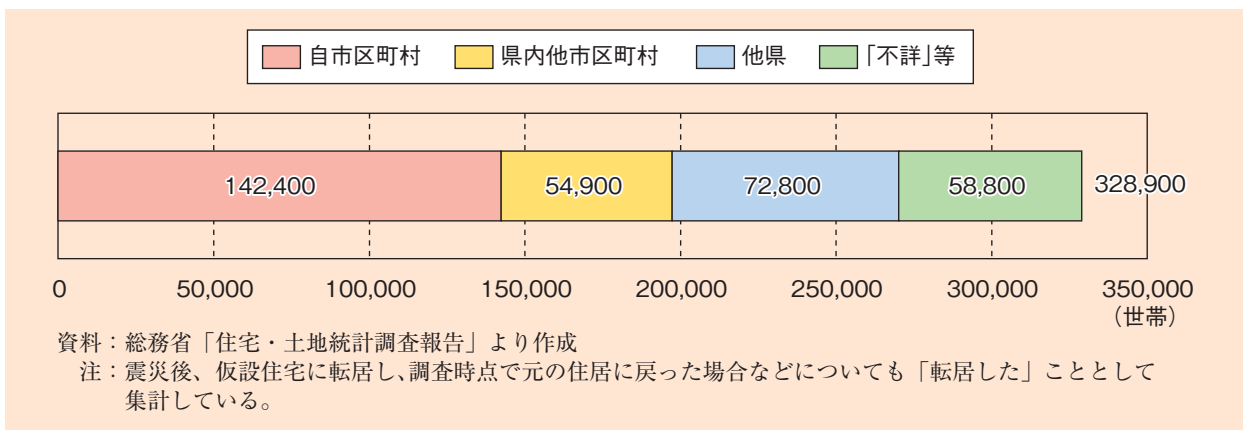 自市区町村 県内他市区町村 他県 「不詳」等
142,400 54,900 72,800 58,800 328,900
0 50,000 100,000 150,000 200,000 250,000 300,000 350,000
（世帯）
資料：総務省「住宅・土地統計調査報告」より作成
注：震災後、仮設住宅に転居し、調査時点で元の住居に戻った場合などについても「転居した」こととして
集計している。